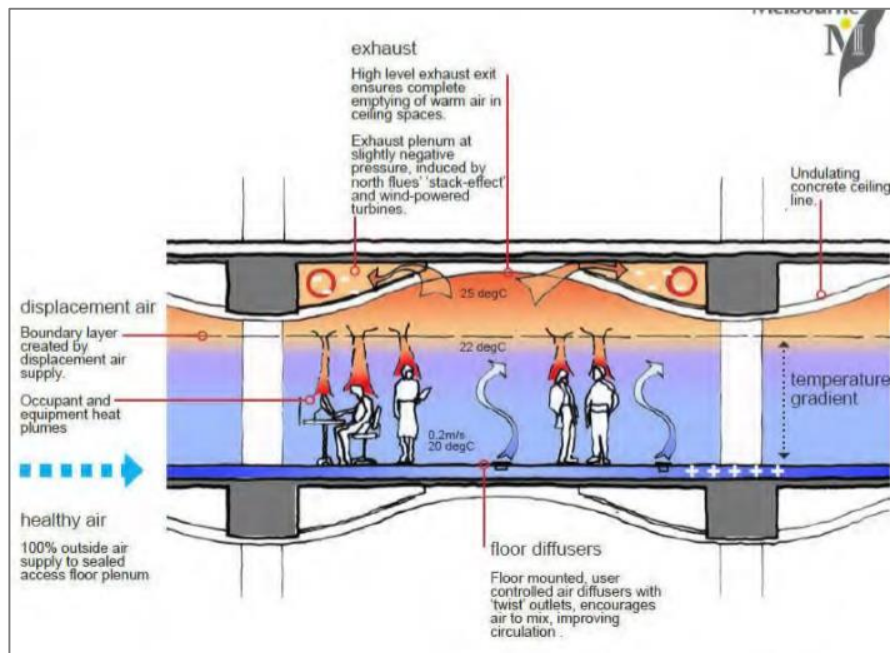 Melbourne
M
exhaust
High level exhaust exit
ensures complete
emptying of warm air in
ceiling spaces.
Exhaust plenum at
slightly negative
pressure, induced by
north flues' 'stack-effect'
and wind-powered
turbines.
Undulating
concrete ceiling
line.
25 degC
displacement air
Boundary layer
created by
displacement air
supply.
22 degC
temperature
gradient
Occupant and
equipment heat
plumes
0.2m/s
20 degC
+ + + + +
healthy air
100% outside air
supply to sealed
access floor plenum
floor diffusers
Floor mounted, user
controlled air diffusers with
'twist' outlets, encourages
air to mix, improving
circulation .